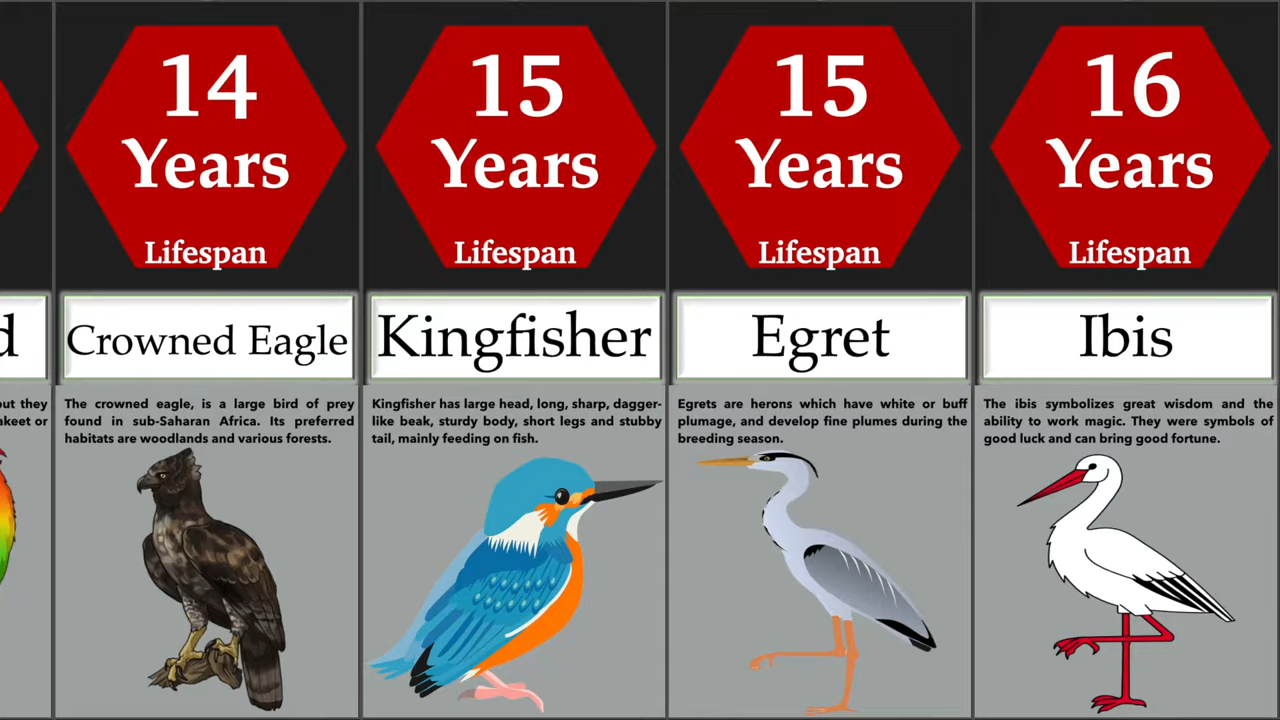 14
Years
Lifespan
15
Years
Lifespan
15
Years
Lifespan
16
Years
Lifespan
d
Crowned Eagle
Kingfisher
Egret
Ibis
but they
akeet or
The crowned eagle, is a large bird of prey
found in sub-Saharan Africa. Its preferred
habitats are woodlands and various forests.
Kingfisher has large head, long, sharp, dagger-
like beak, sturdy body, short legs and stubby
tail, mainly feeding on fish.
Egrets are herons which have white or buff
plumage, and develop fine plumes during the
breeding season.
The ibis symbolizes great wisdom and the
ability to work magic. They were symbols of
good luck and can bring good fortune.